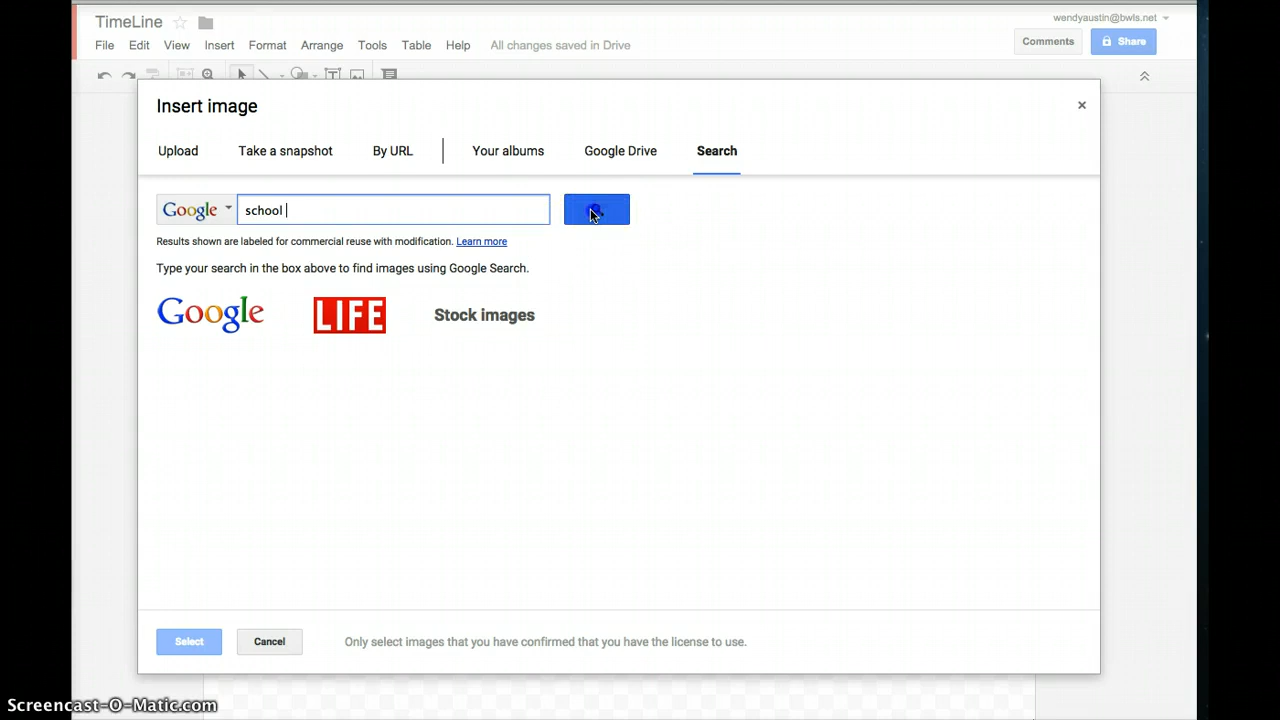 TimeLine
wendyaustin@bwls.net
File Edit View Insert Format Arrange Tools Table Help All changes saved in Drive
Comments Share
Insert image
Upload Take a snapshot By URL Your albums Google Drive Search
Google school
Results shown are labeled for commercial reuse with modification. Learn more
Type your search in the box above to find images using Google Search.
Google LIFE Stock images
Select Cancel Only select images that you have confirmed that you have the license to use.
Screencast-O-Matic.com